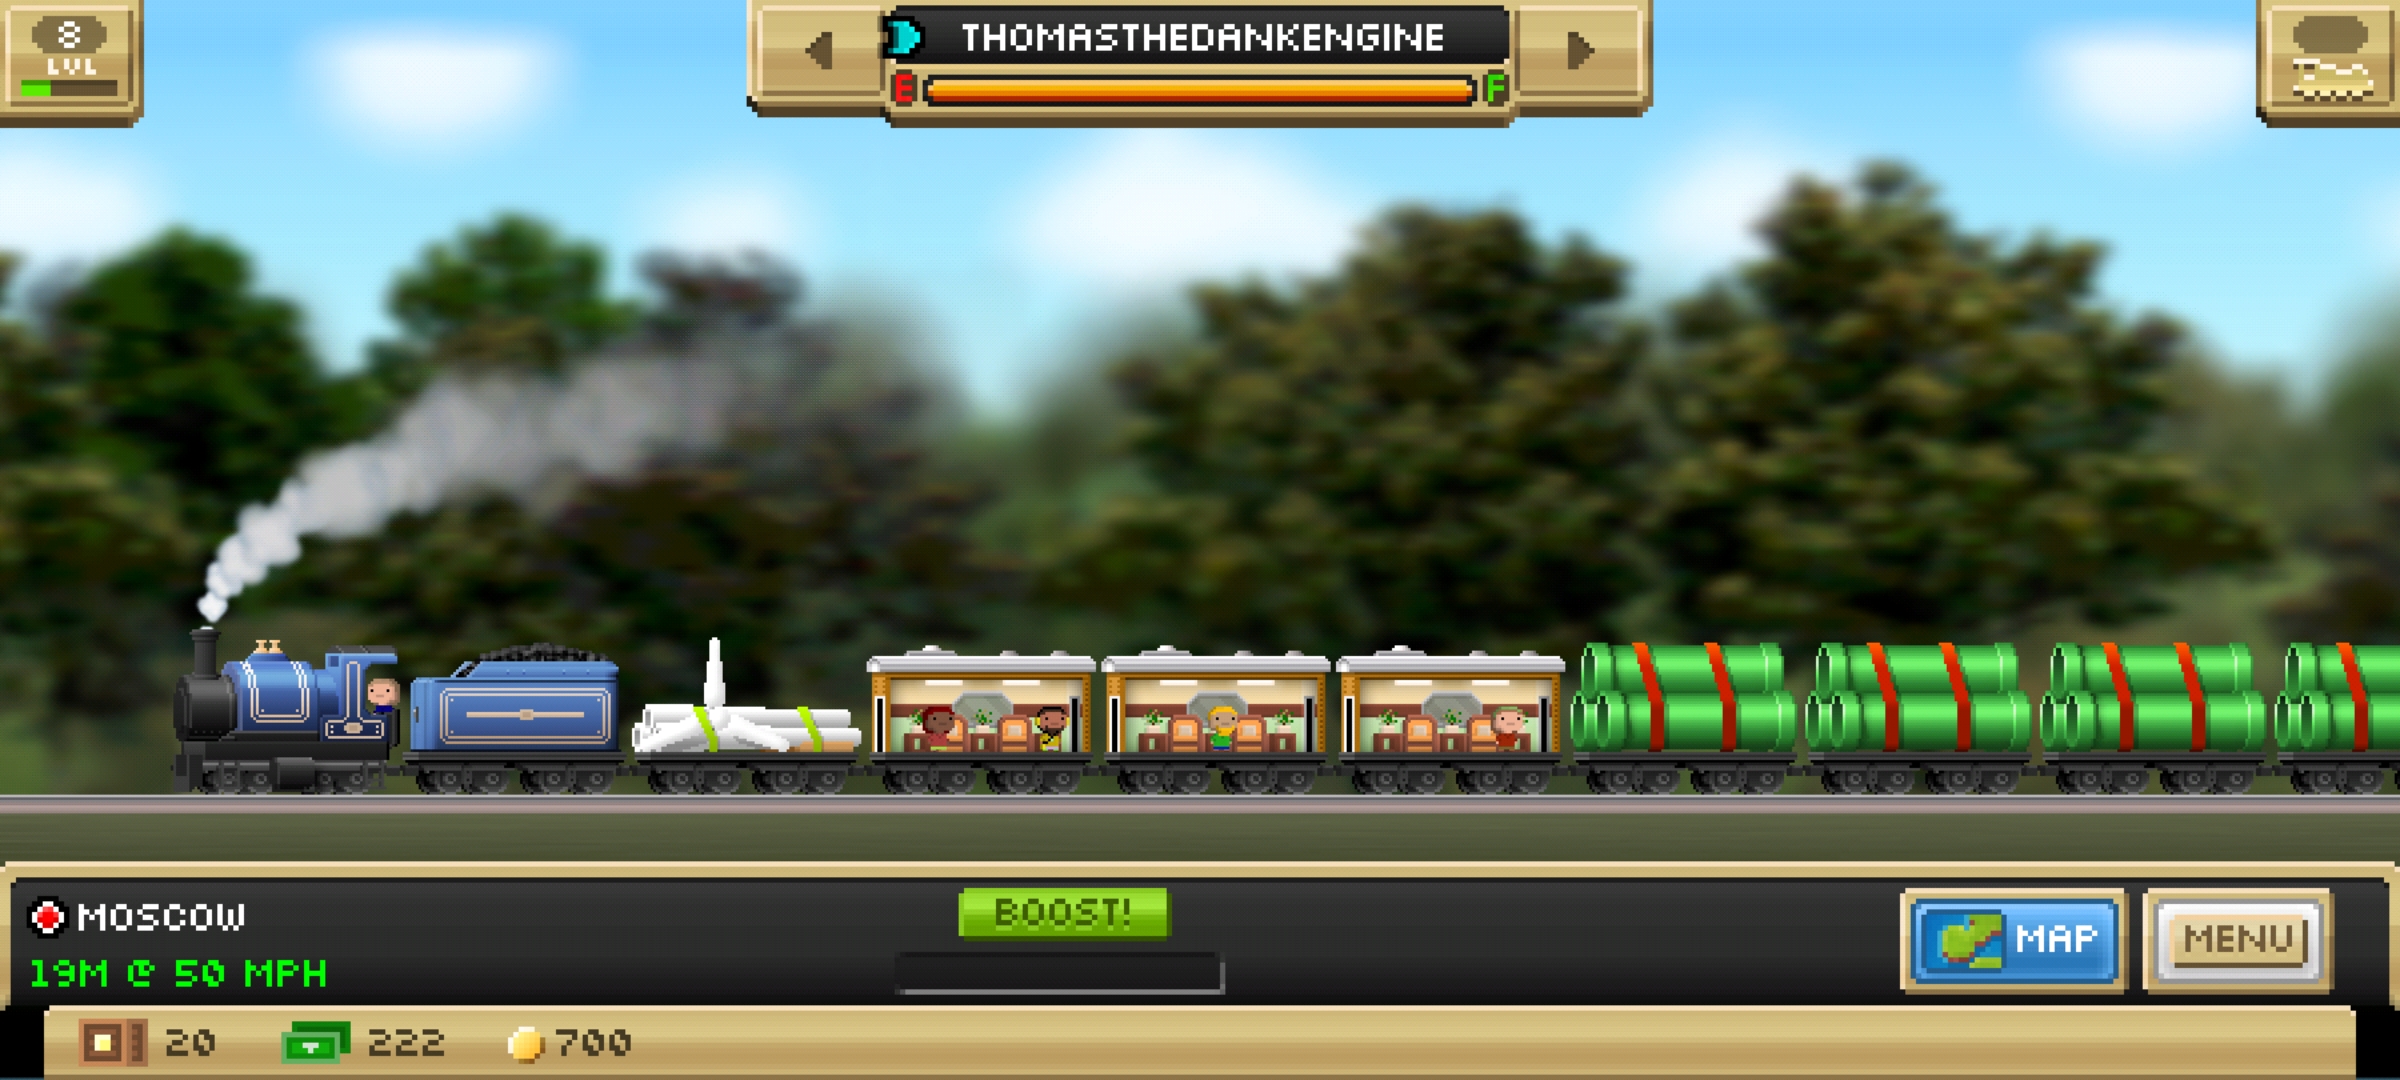 8
LVL
THOMASTHEDANKENGINE
E F
MOSCOW
19M @ 50 MPH
BOOST!
MAP
MENU
20 222 700